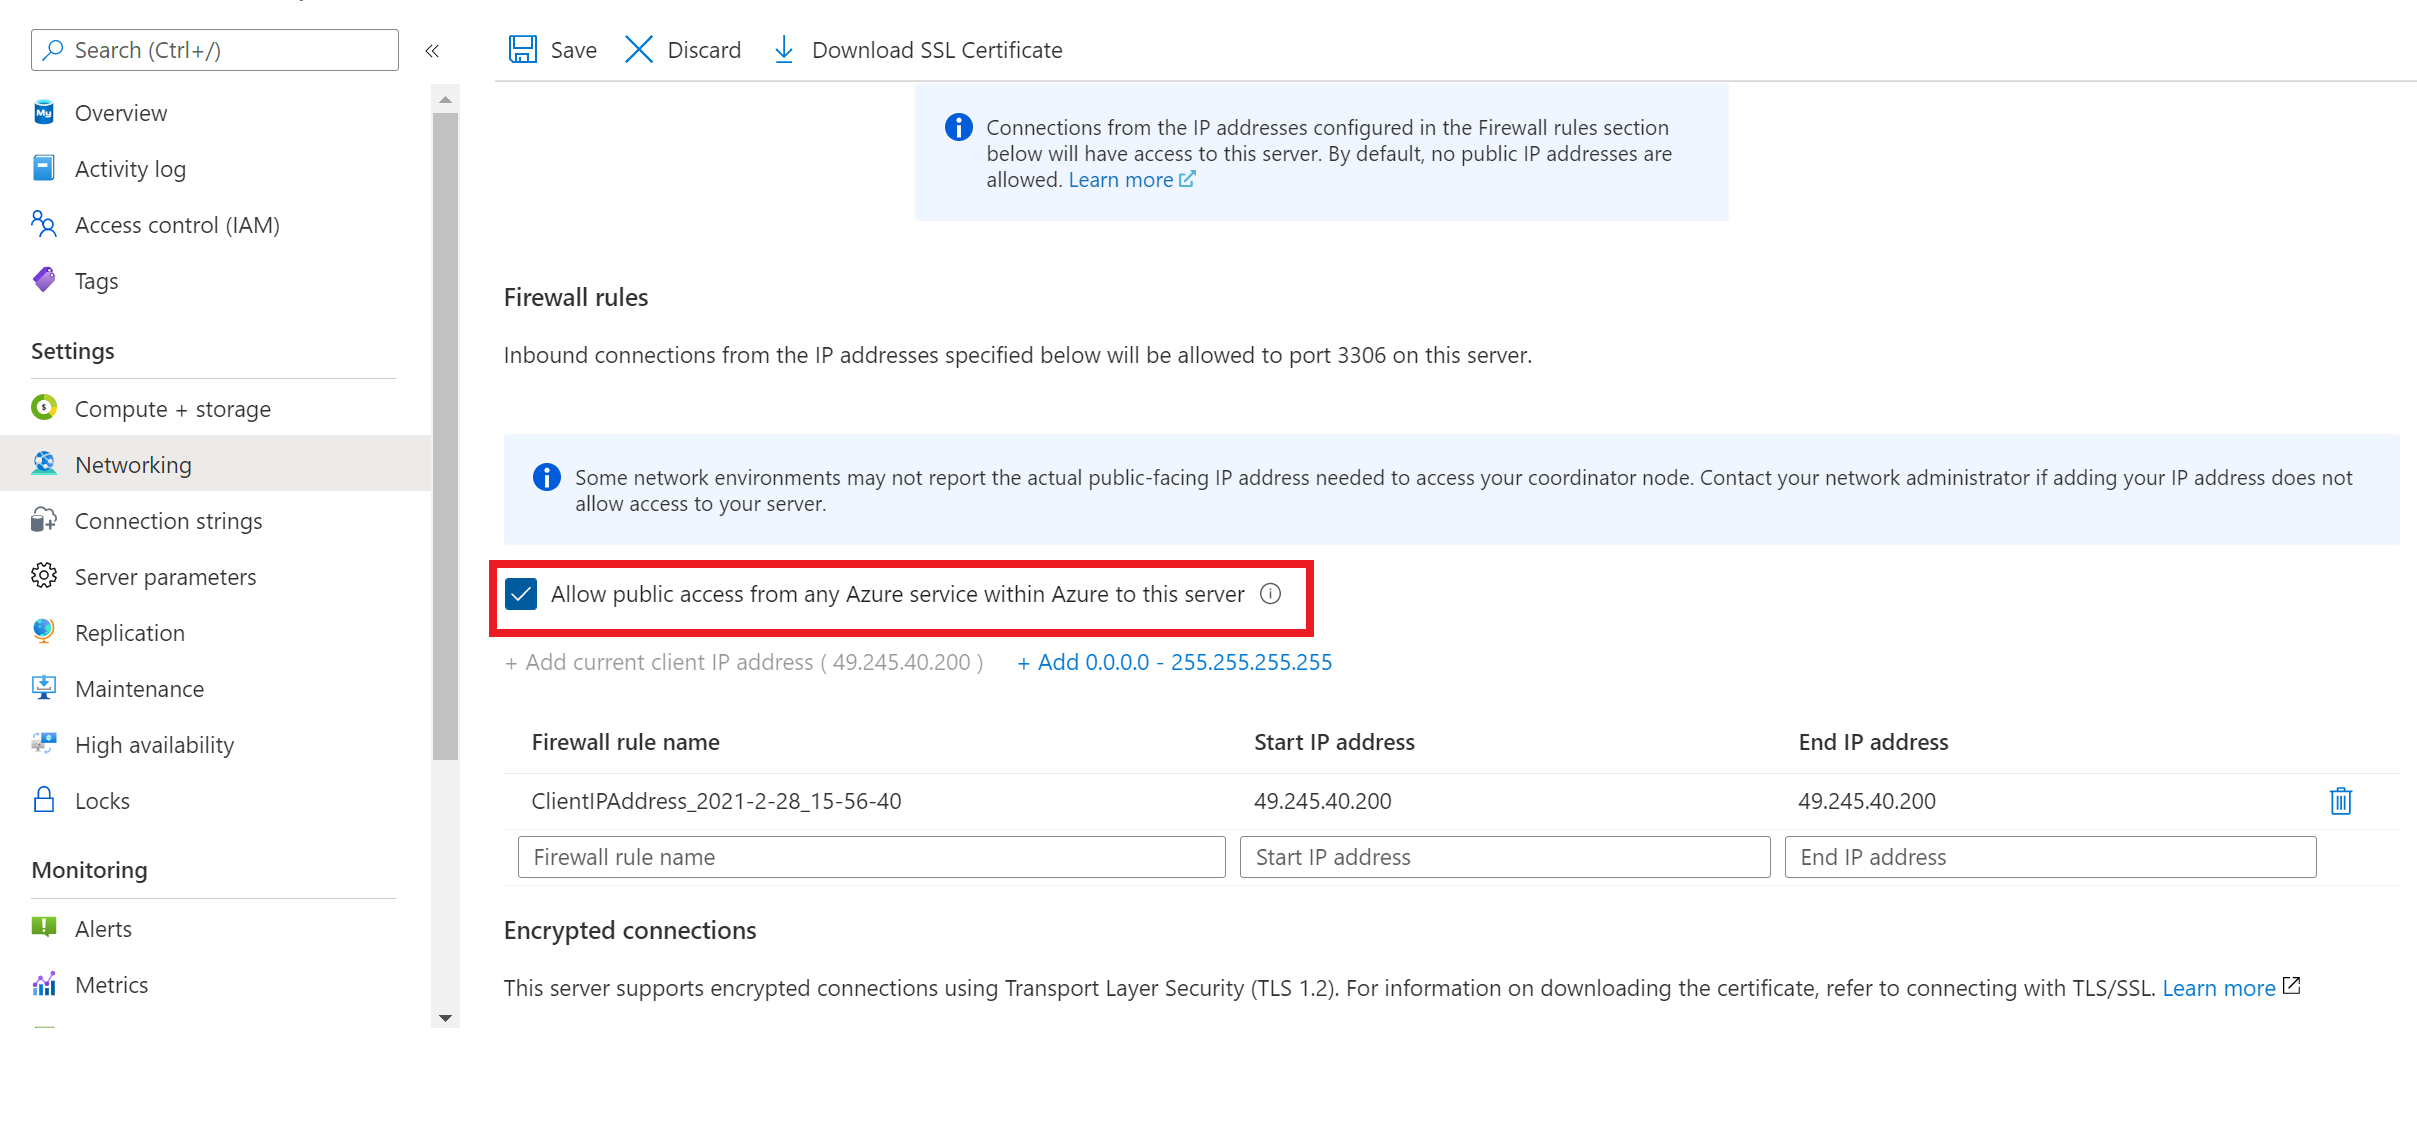 Search (Ctrl+/)
«
Overview
Activity log
Access control (IAM)
Tags
Settings
Compute + storage
Networking
Connection strings
Server parameters
Replication
Maintenance
High availability
Locks
Monitoring
Alerts
Metrics
Save Discard Download SSL Certificate
Connections from the IP addresses configured in the Firewall rules section
below will have access to this server. By default, no public IP addresses are
allowed. Learn more
Firewall rules
Inbound connections from the IP addresses specified below will be allowed to port 3306 on this server.
Some network environments may not report the actual public-facing IP address needed to access your coordinator node. Contact your network administrator if adding your IP address does not
allow access to your server.
Allow public access from any Azure service within Azure to this server
+ Add current client IP address ( 49.245.40.200 ) + Add 0.0.0.0 - 255.255.255.255
Firewall rule name Start IP address End IP address
ClientIPAddress_2021-2-28_15-56-40 49.245.40.200 49.245.40.200
Firewall rule name Start IP address End IP address
Encrypted connections
This server supports encrypted connections using Transport Layer Security (TLS 1.2). For information on downloading the certificate, refer to connecting with TLS/SSL. Learn more